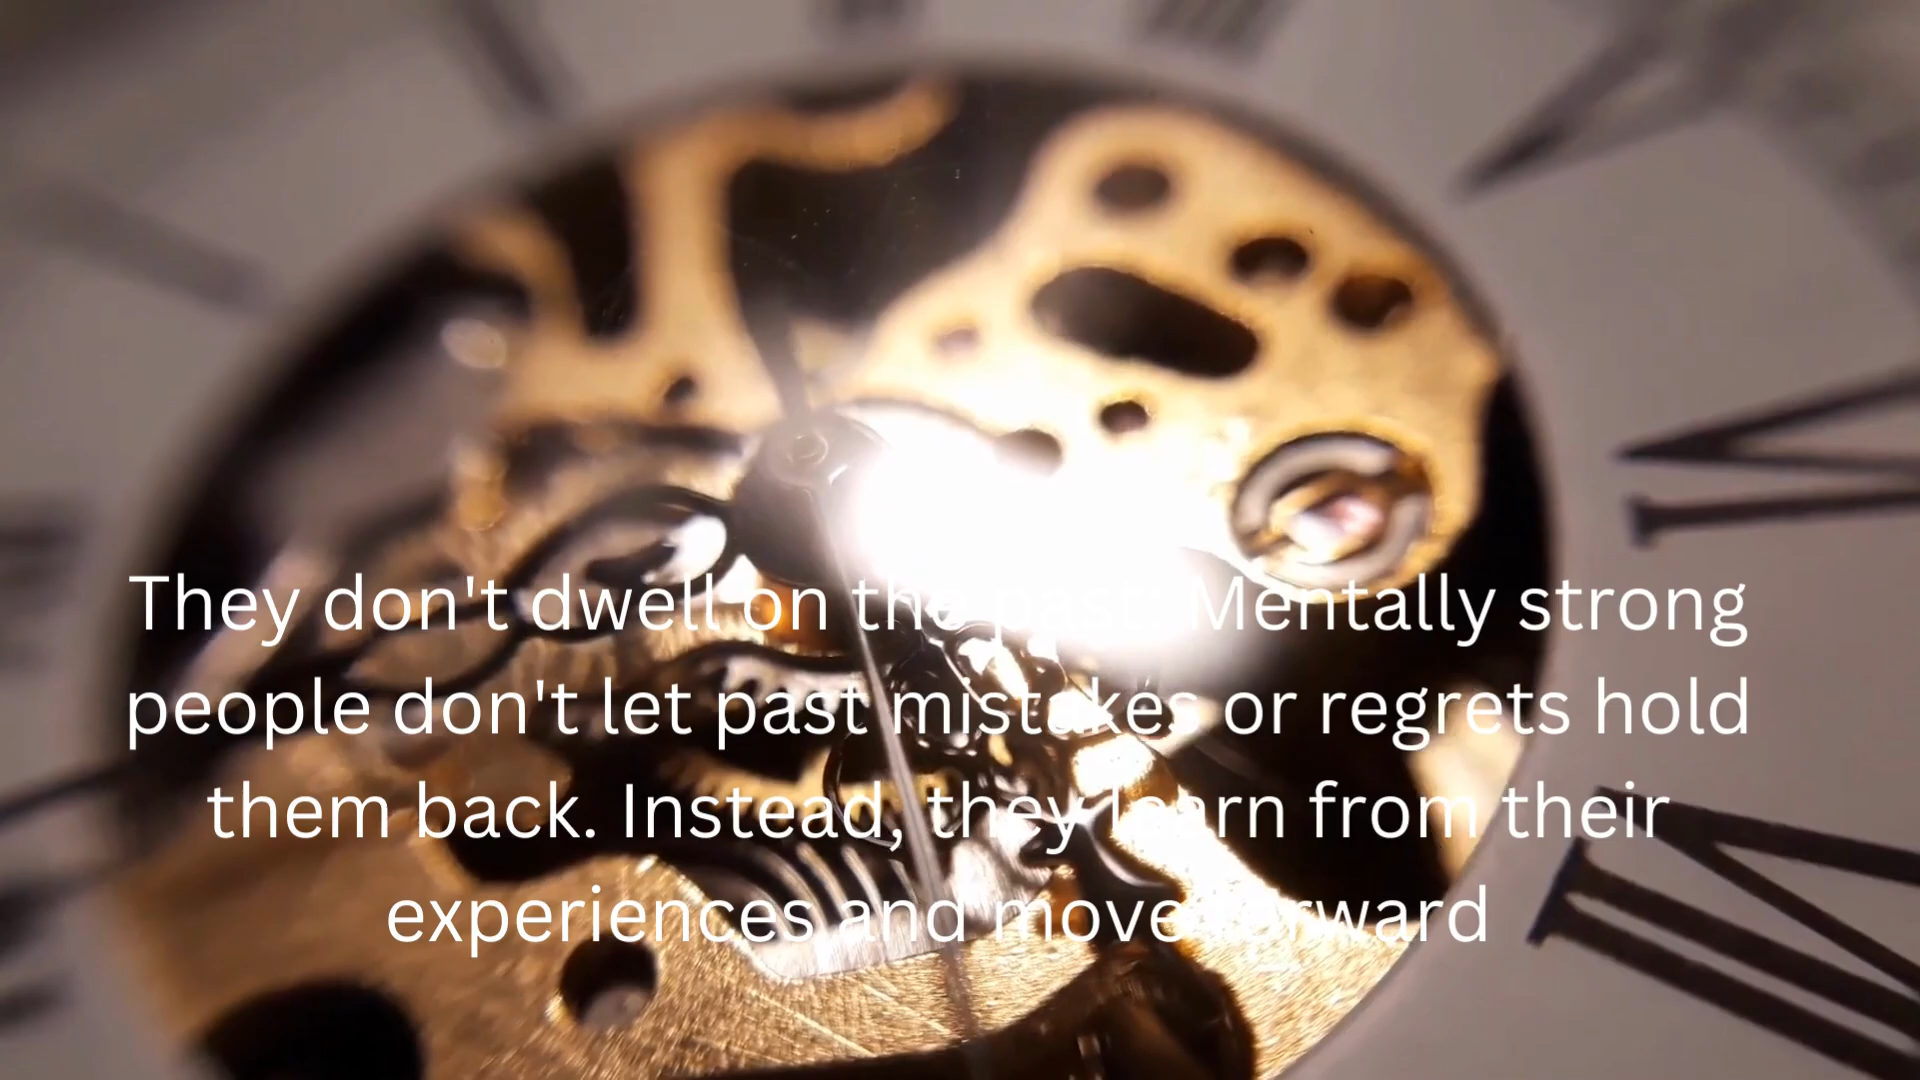 They don't dwell on the past: Mentally strong
people don't let past mistakes or regrets hold
them back. Instead, they learn from their
experiences and move forward